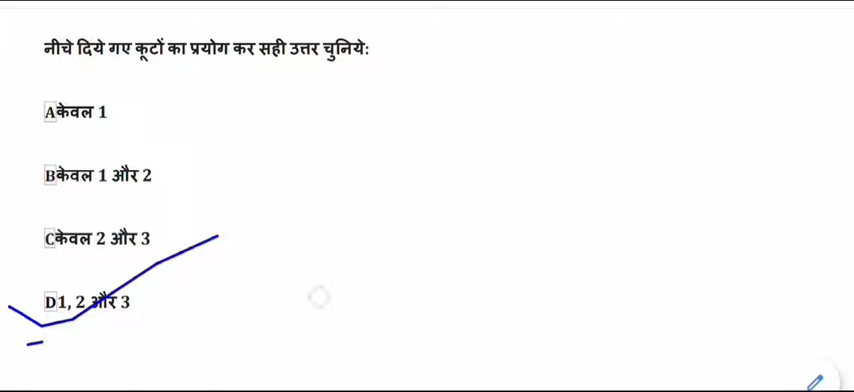 नीचे दिये गए कूटों का प्रयोग कर सही उत्तर चुनिये:
Aकेवल 1
Bकेवल 1 और 2
Cकेवल 2 और 3
D1, 2 और 3